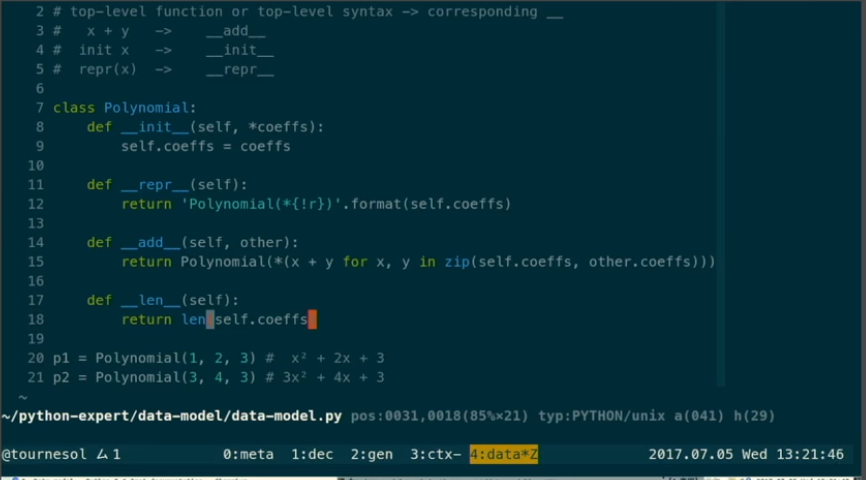 2 # top-level function or top-level syntax -> corresponding __
3 #   x + y   ->    __add__
4 #   init x  ->    __init__
5 #   repr(x) ->    __repr__
6
7 class Polynomial:
8     def __init__(self, *coeffs):
9         self.coeffs = coeffs
10
11     def __repr__(self):
12         return 'Polynomial(*{!r})'.format(self.coeffs)
13
14     def __add__(self, other):
15         return Polynomial(*(x + y for x, y in zip(self.coeffs, other.coeffs)))
16
17     def __len__(self):
18         return len(self.coeffs)
19
20 p1 = Polynomial(1, 2, 3) #  x² + 2x + 3
21 p2 = Polynomial(3, 4, 3) # 3x² + 4x + 3
~
~/python-expert/data-model/data-model.py pos:0031,0018(85%×21) typ:PYTHON/unix a(041) h(29)
@tournesol ム 1 0:meta 1:dec 2:gen 3:ctx- 4:data*Z 2017.07.05 Wed 13:21:46